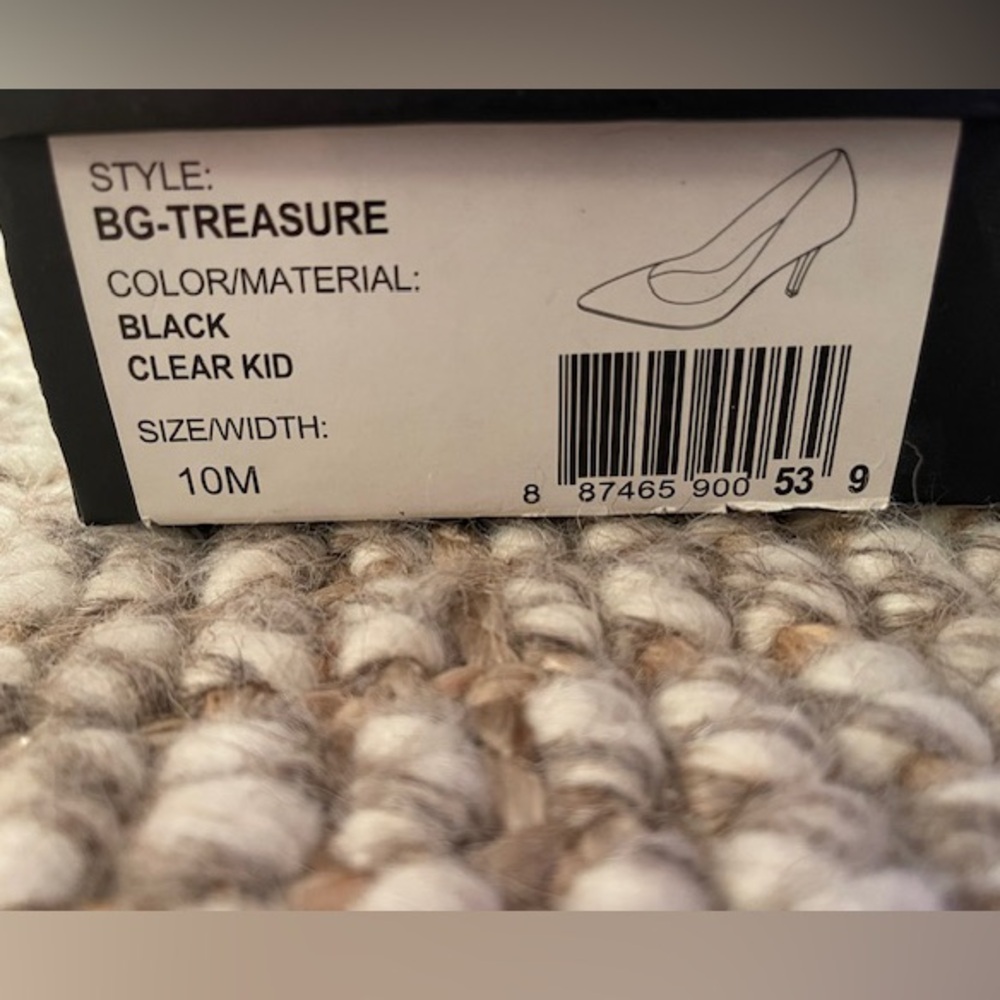 STYLE:
BG-TREASURE
COLOR/MATERIAL:
BLACK
CLEAR KID
SIZE/WIDTH:
10M
8 87465 900 53 9